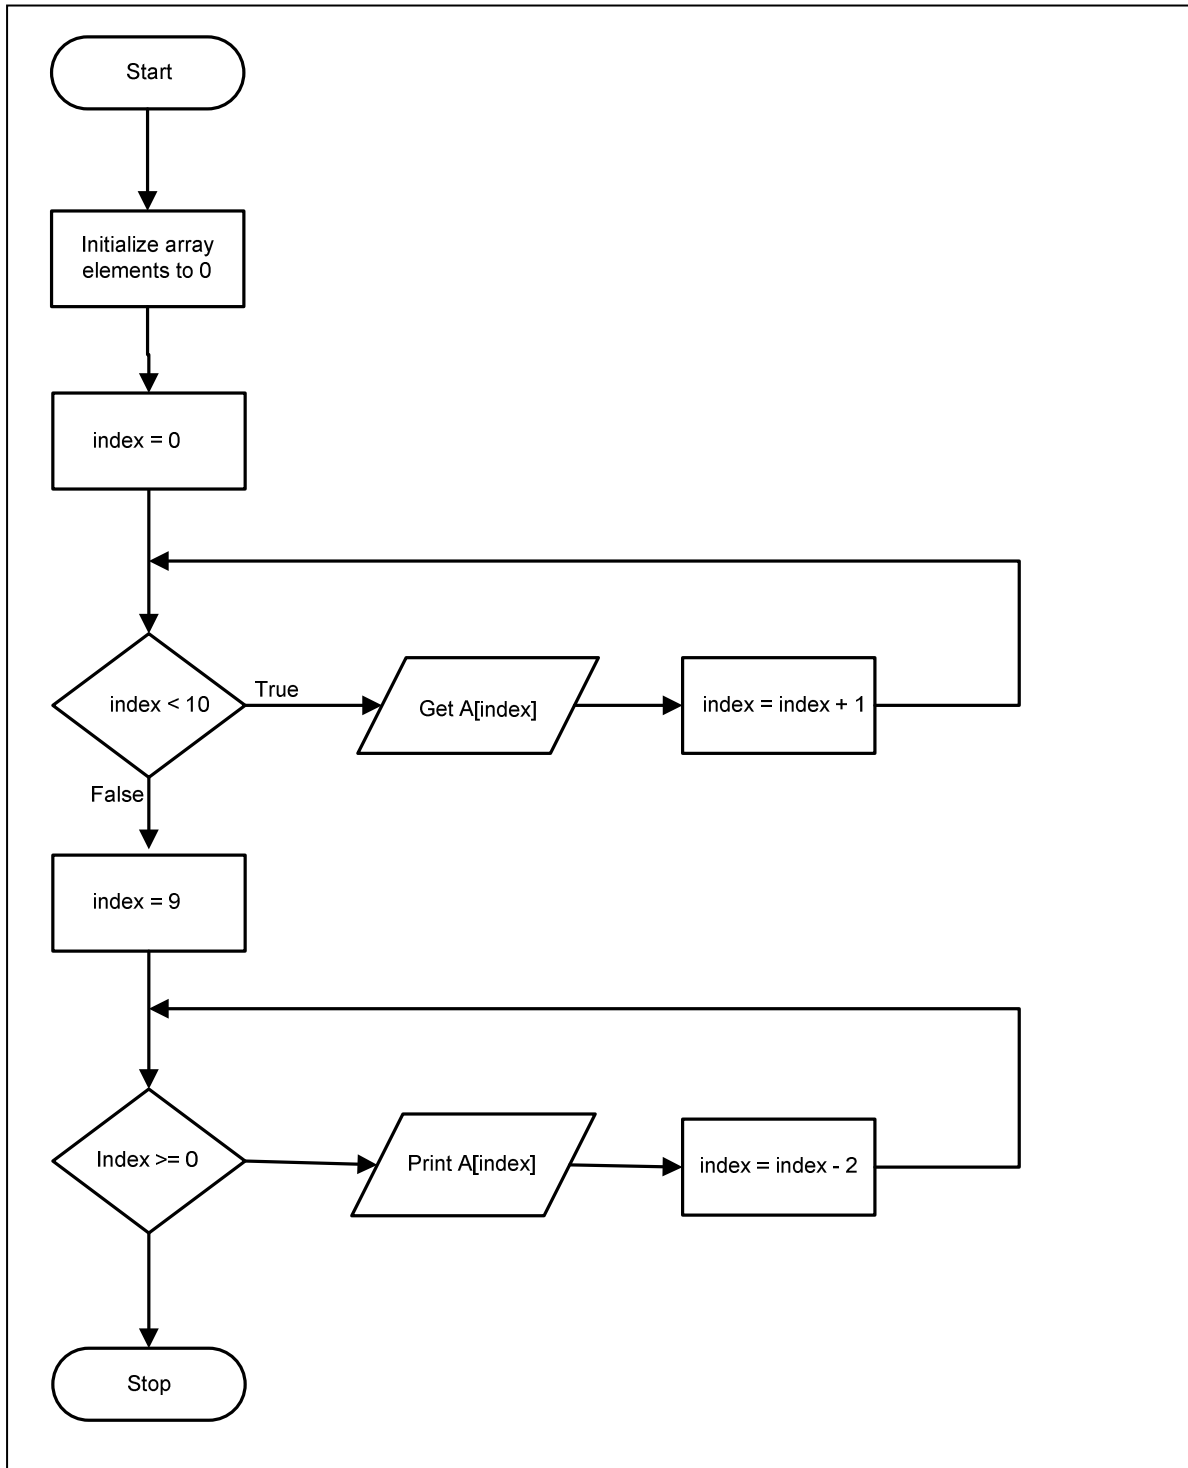 Start
Initialize array
elements to 0
index = 0
index < 10
True
Get A[index]
index = index + 1
False
index = 9
Index >= 0
Print A[index]
index = index - 2
Stop